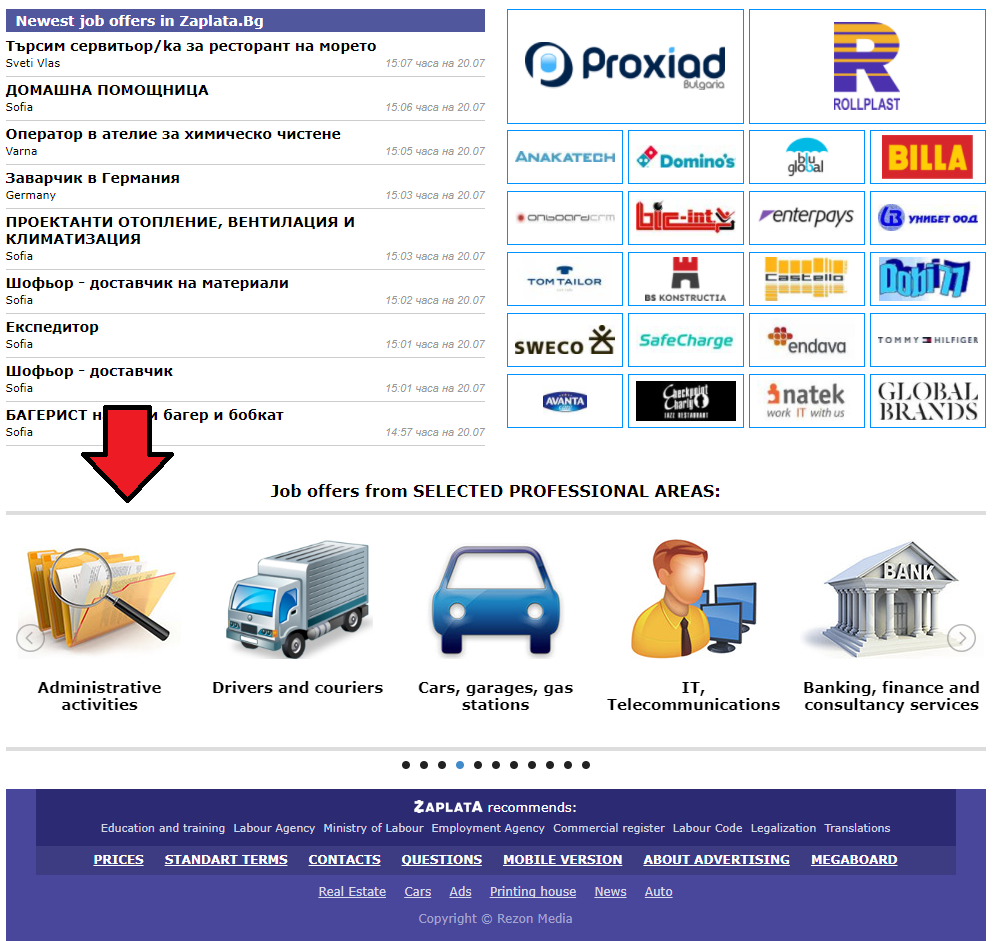 Newest job offers in Zaplata.Bg
Търсим сервитьор/ка за ресторант на морето
Sveti Vlas 15:07 часа на 20.07
ДОМАШНА ПОМОЩНИЦА
Sofia 15:06 часа на 20.07
Оператор в ателие за химическо чистене
Varna 15:05 часа на 20.07
Заварчик в Германия
Germany 15:03 часа на 20.07
ПРОЕКТАНТИ ОТОПЛЕНИЕ, ВЕНТИЛАЦИЯ И
КЛИМАТИЗАЦИЯ
Sofia 15:03 часа на 20.07
Шофьор - доставчик на материали
Sofia 15:02 часа на 20.07
Експедитор
Sofia 15:01 часа на 20.07
Шофьор - доставчик
Sofia 15:01 часа на 20.07
БАГЕРИСТ багер и бобкат
Sofia 14:57 часа на 20.07
Proxiad
Bulgaria
ROLLPLAST
ANAKATECH
Domino's
blu
global
BILLA
onboardcrm
bic-int
enterpays
УНИБЕТ ООД
TOM TAILOR
BS KONSTRUCTIA
Castello
Dobi77
SWECO
SafeCharge
endava
TOMMY HILFIGER
AVANTA
Checkpoint
Charly
JAZZ RESTAURANT
inatek
work IT with us
GLOBAL
BRANDS
Job offers from SELECTED PROFESSIONAL AREAS:
BANK
Administrative
activities
Drivers and couriers
Cars, garages, gas
stations
IT,
Telecommunications
Banking, finance and
consultancy services
ZAPLATA recommends:
Education and training Labour Agency Ministry of Labour Employment Agency Commercial register Labour Code Legalization Translations
PRICES STANDART TERMS CONTACTS QUESTIONS MOBILE VERSION ABOUT ADVERTISING MEGABOARD
Real Estate Cars Ads Printing house News Auto
Copyright © Rezon Media